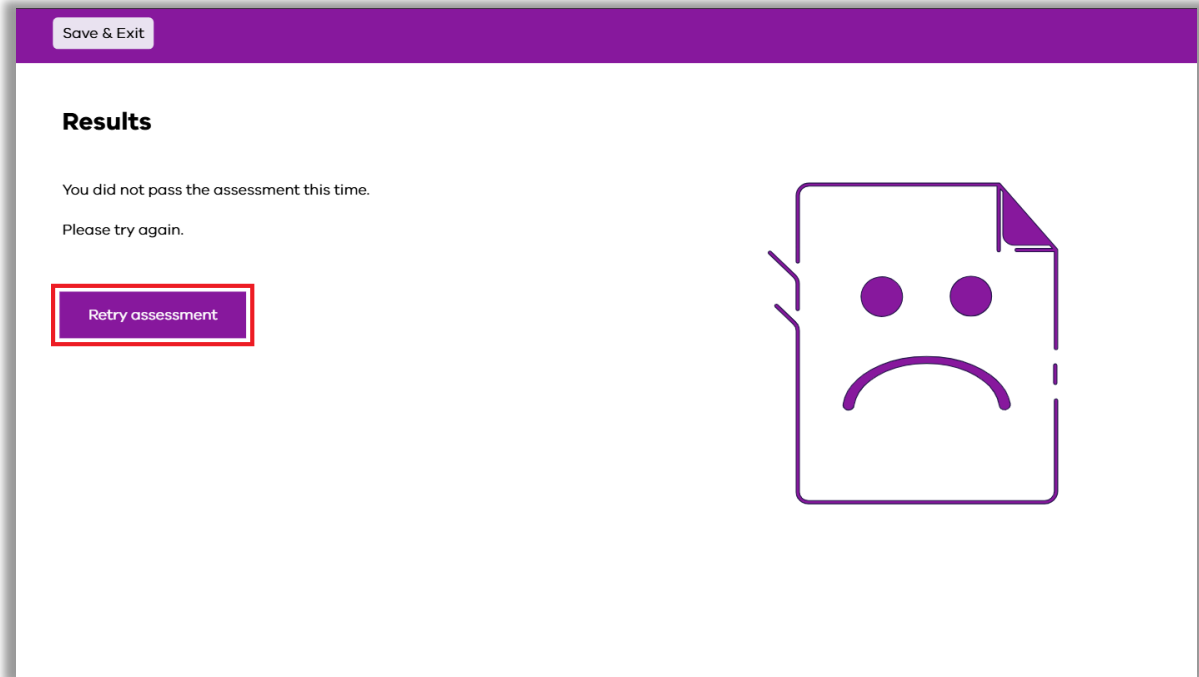 Save & Exit
Results
You did not pass the assessment this time.
Please try again.
Retry assessment